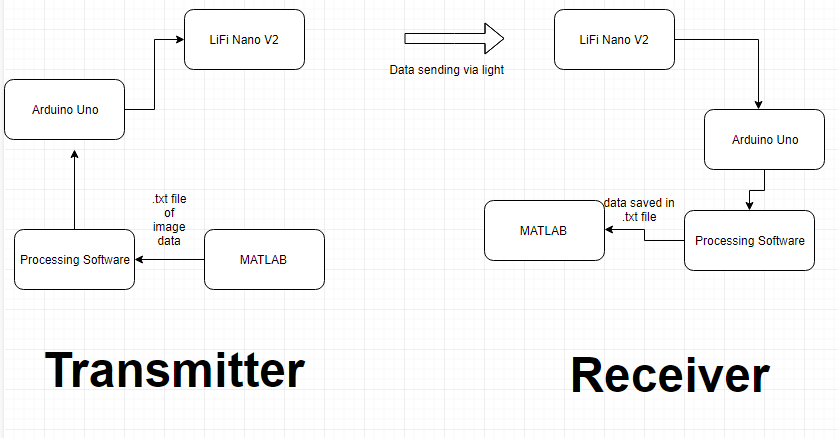 LiFi Nano V2
Data sending via light
LiFi Nano V2
Arduino Uno
Arduino Uno
.txt file
of
image
data
Processing Software
MATLAB
data saved in
.txt file
MATLAB
Processing Software
Transmitter
Receiver